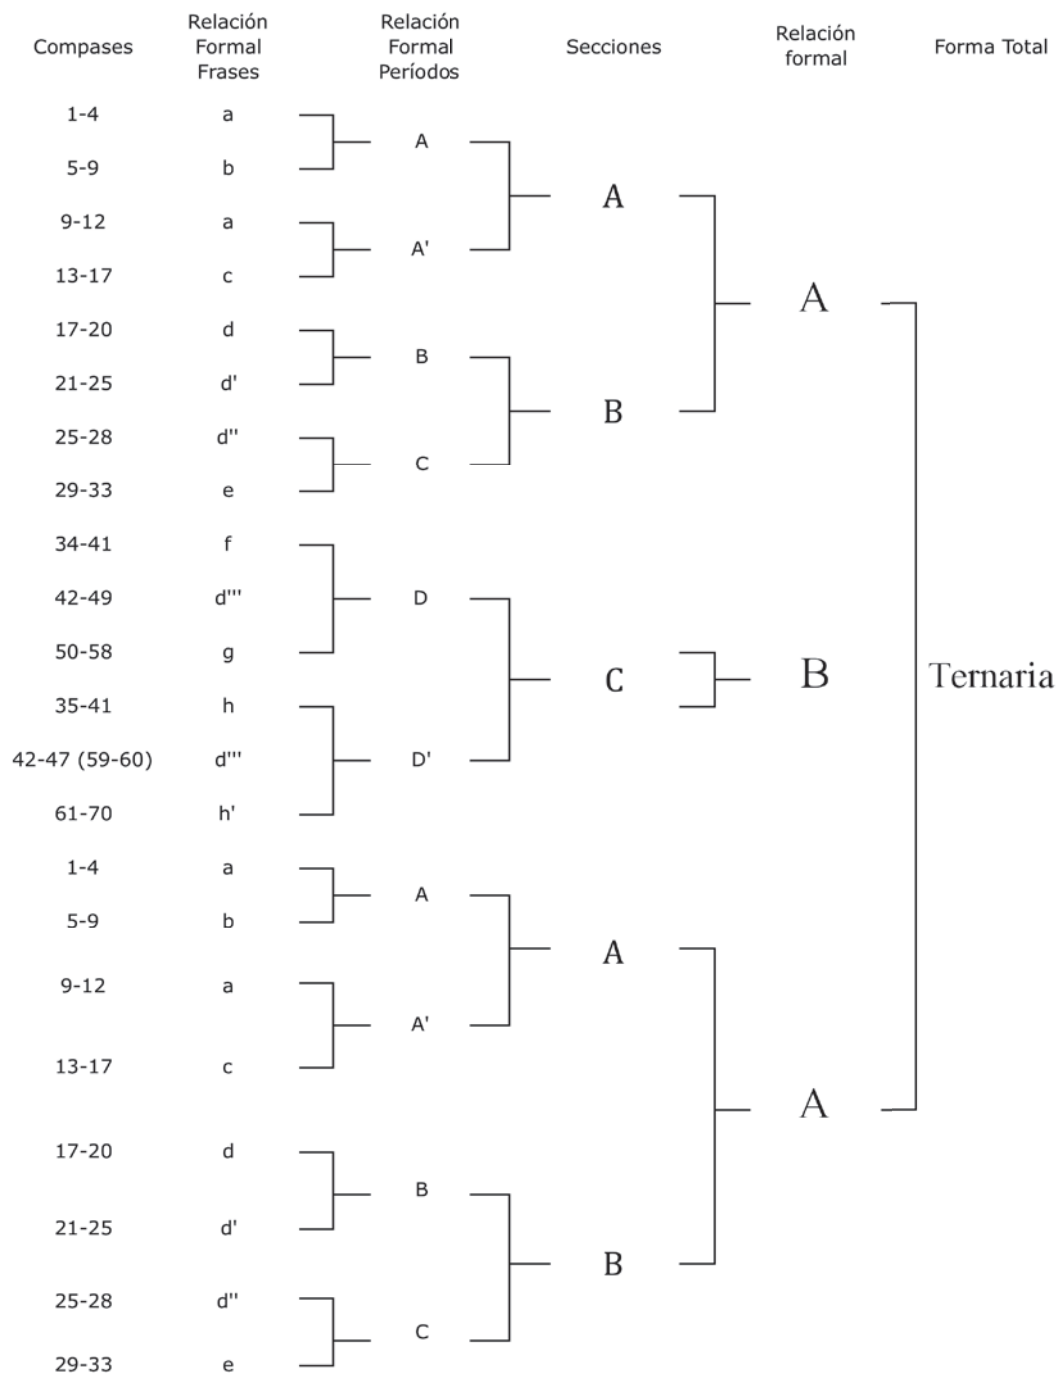 Compases
Relación Formal Frases
Relación Formal Períodos
Secciones
Relación formal
Forma Total
1-4 a
A
5-9 b
A
9-12 a
A'
13-17 c
A
17-20 d
B
21-25 d'
B
25-28 d''
C
29-33 e
34-41 f
42-49 d''' D
50-58 g
C B Ternaria
35-41 h
42-47 (59-60) d''' D'
61-70 h'
1-4 a
A
5-9 b
A
9-12 a
A'
13-17 c
A
17-20 d
B
21-25 d'
B
25-28 d''
C
29-33 e